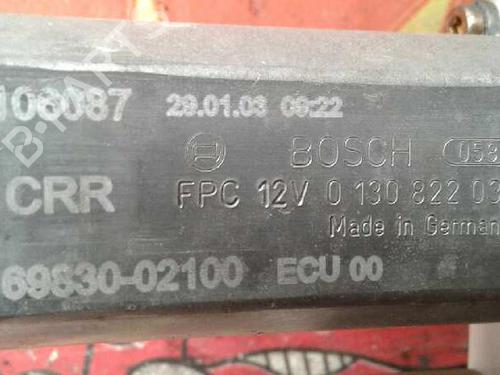 106087 29.01.03 09:22
BOSCH 053
CRR FPC 12V 0 130 822 03
Made in German
69830-02100 ECU 00